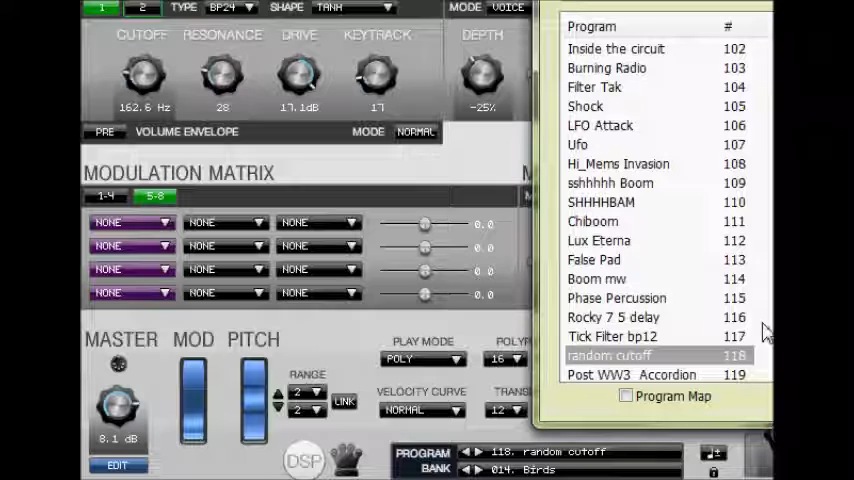 1 2 TYPE BP24 SHAPE TANH MODE VOICE
CUTOFF RESONANCE DRIVE KEYTRACK DEPTH
162.6 Hz 28 17.1dB 17 -25%
PRE VOLUME ENVELOPE MODE NORMAL
MODULATION MATRIX
1-4 5-8
NONE NONE NONE 0.0
NONE NONE NONE 0.0
NONE NONE NONE 0.0
NONE NONE NONE 0.0
MASTER MOD PITCH
PLAY MODE
POLY 16
RANGE
2
2
LINK
VELOCITY CURVE
NORMAL 12
8.1 dB
EDIT
DSP
PROGRAM 118. random cutoff
BANK 014. Birds
Program #
Inside the circuit 102
Burning Radio 103
Filter Tak 104
Shock 105
LFO Attack 106
Ufo 107
Hi_Mems Invasion 108
sshhhhh Boom 109
SHHHHBAM 110
Chiboom 111
Lux Eterna 112
False Pad 113
Boom mw 114
Phase Percussion 115
Rocky 7 5 delay 116
Tick Filter bp12 117
random cutoff 118
Post WW3 Accordion 119
Program Map